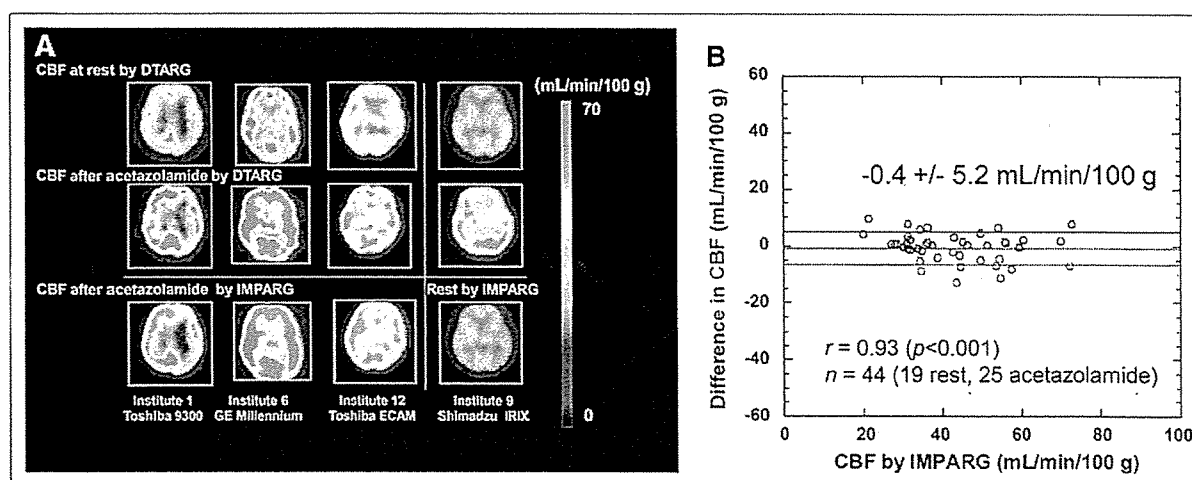 A
CBF at rest by DTARG
(mL/min/100 g)
70
CBF after acetazolamide by DTARG
CBF after acetazolamide by IMPARG
Rest by IMPARG
Institute 1
Toshiba 9300
Institute 6
GE Millennium
Institute 12
Toshiba ECAM
Institute 9
Shimadzu IRIX
0
B
Difference in CBF (mL/min/100 g)
60
40
20
0
-20
-40
-60
-0.4 +/- 5.2 mL/min/100 g
r = 0.93 (p<0.001)
n = 44 (19 rest, 25 acetazolamide)
0 20 40 60 80 100
CBF by IMPARG (mL/min/100 g)